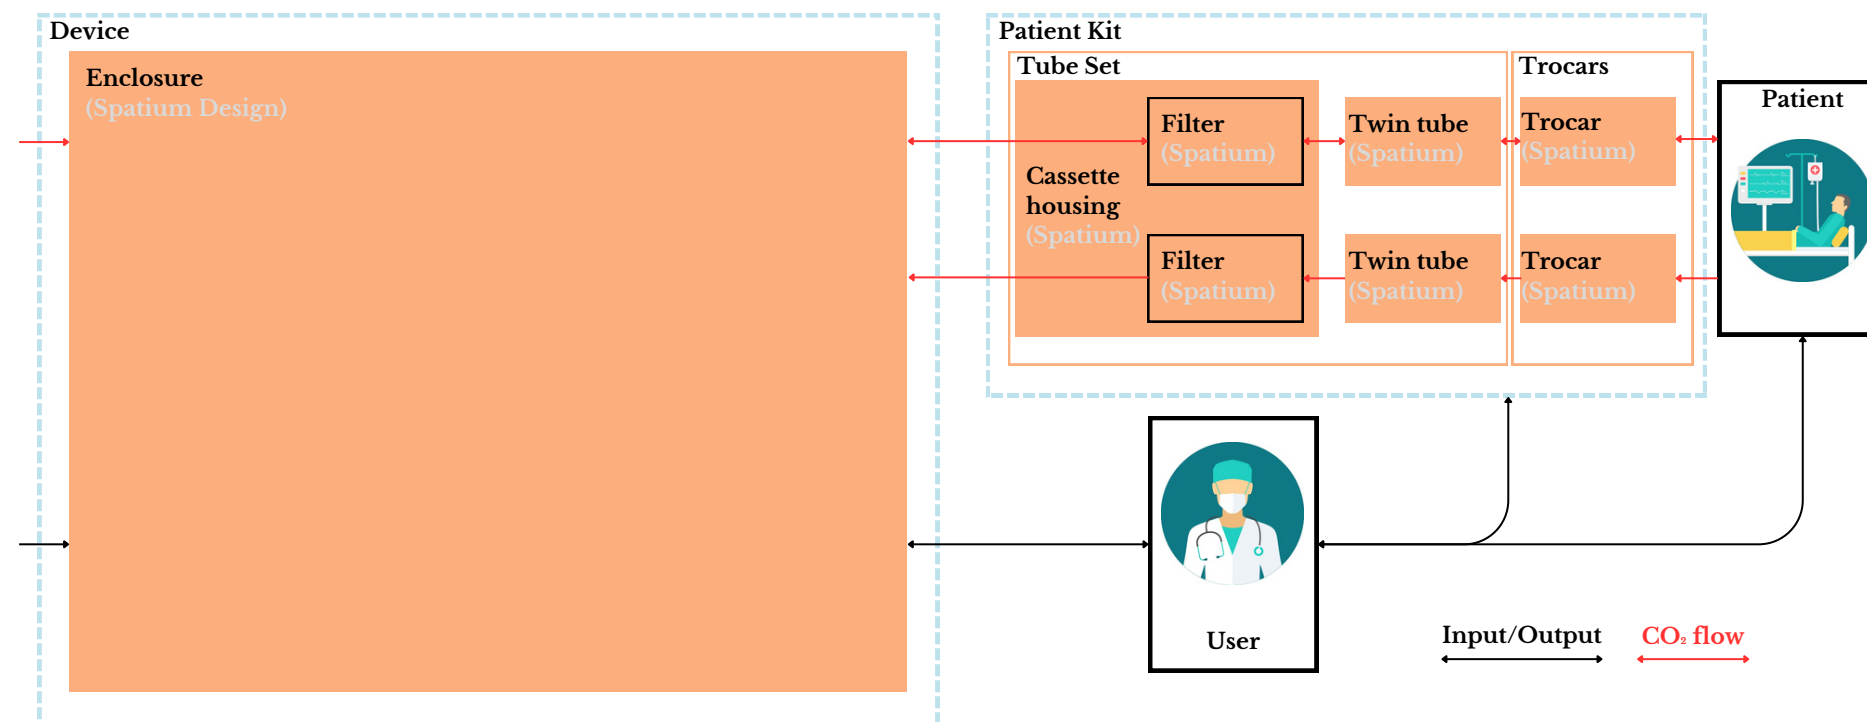 Device
Enclosure
(Spatium Design)
Patient Kit
Tube Set
Trocars
Cassette
housing
(Spatium)
Filter
(Spatium)
Twin tube
(Spatium)
Trocar
(Spatium)
Filter
(Spatium)
Twin tube
(Spatium)
Trocar
(Spatium)
Patient
User
Input/Output
CO₂ flow